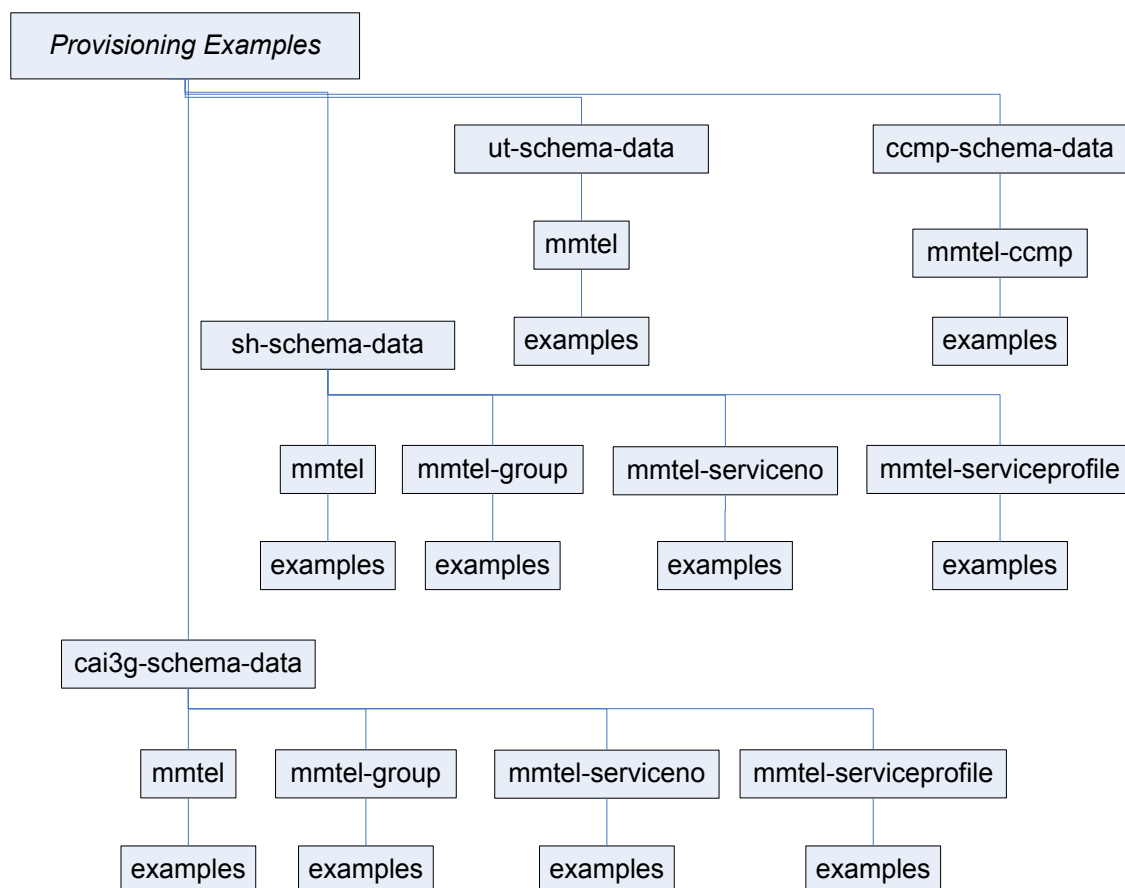 Provisioning Examples
ut-schema-data
ccmp-schema-data
mmtel
mmtel-ccmp
examples
examples
sh-schema-data
mmtel
mmtel-group
mmtel-serviceno
mmtel-serviceprofile
examples
examples
examples
examples
cai3g-schema-data
mmtel
mmtel-group
mmtel-serviceno
mmtel-serviceprofile
examples
examples
examples
examples